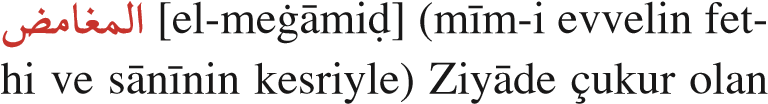 المغامض [el-meġāmiḍ] (mīm-i evvelin fet-
hi ve sānīnin kesriyle) Ziyāde çukur olan